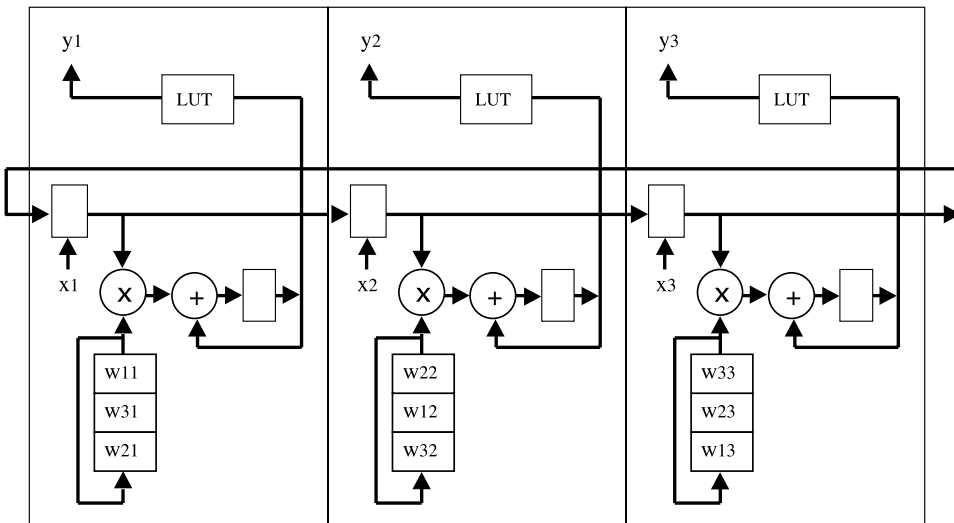 y1 y2 y3
LUT LUT LUT
x1 x2 x3
x + x + x +
w11 w22 w33
w31 w12 w23
w21 w32 w13